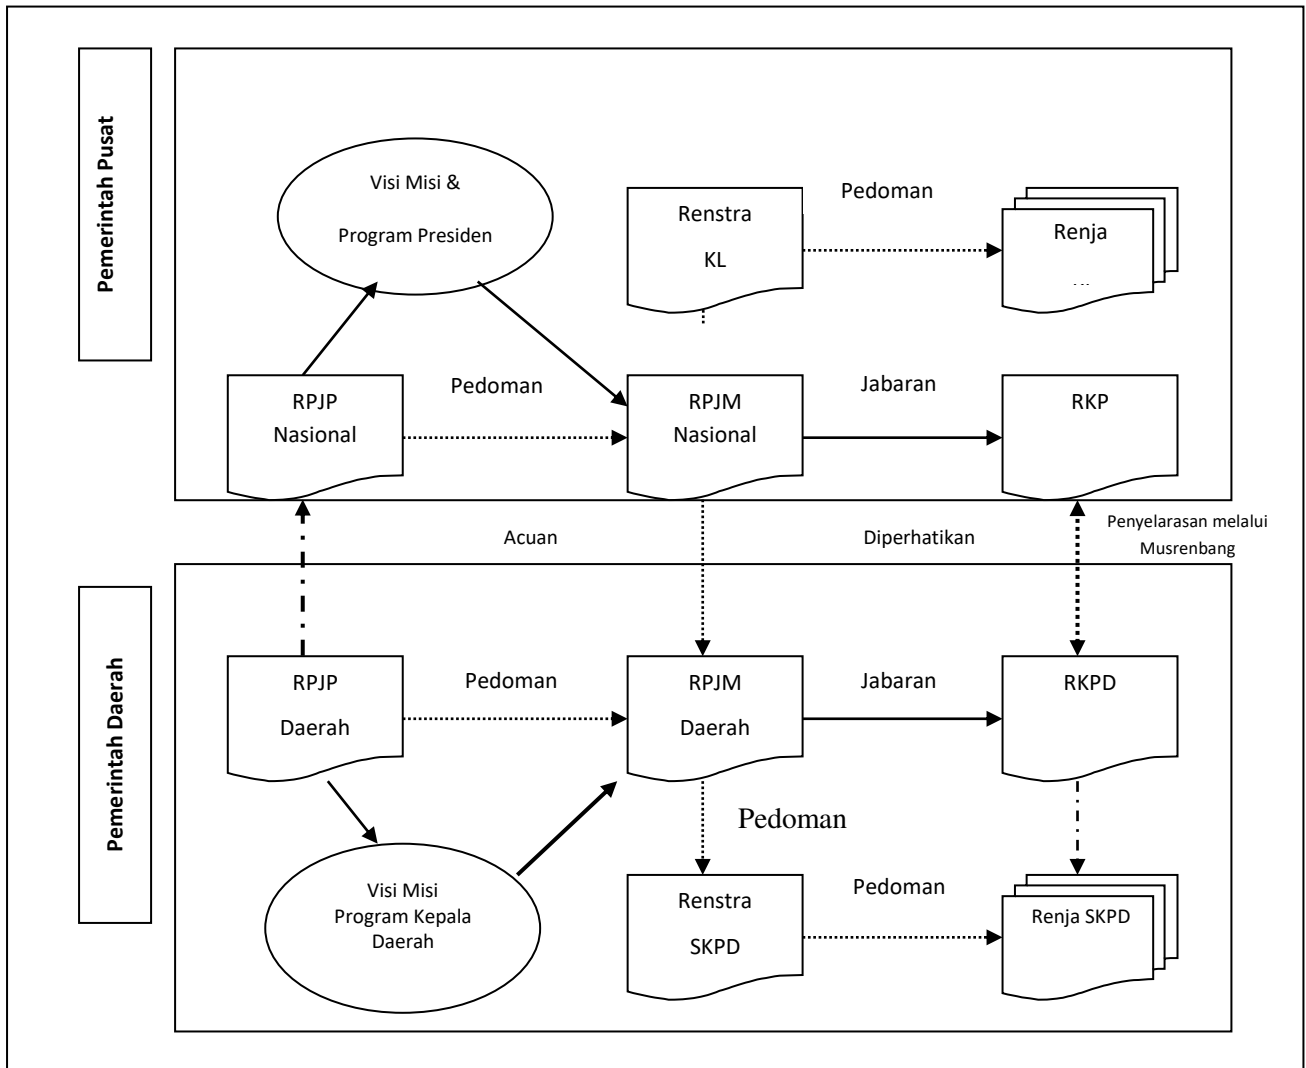 Pemerintah Pusat
Visi Misi &
Program Presiden
Renstra
KL
Pedoman
Renja
RPJP
Nasional
Pedoman
RPJM
Nasional
Jabaran
RKP
Acuan
Diperhatikan
Penyelarasan melalui
Musrenbang
Pemerintah Daerah
RPJP
Daerah
Pedoman
RPJM
Daerah
Jabaran
RKPD
Pedoman
Visi Misi
Program Kepala
Daerah
Renstra
SKPD
Pedoman
Renja SKPD